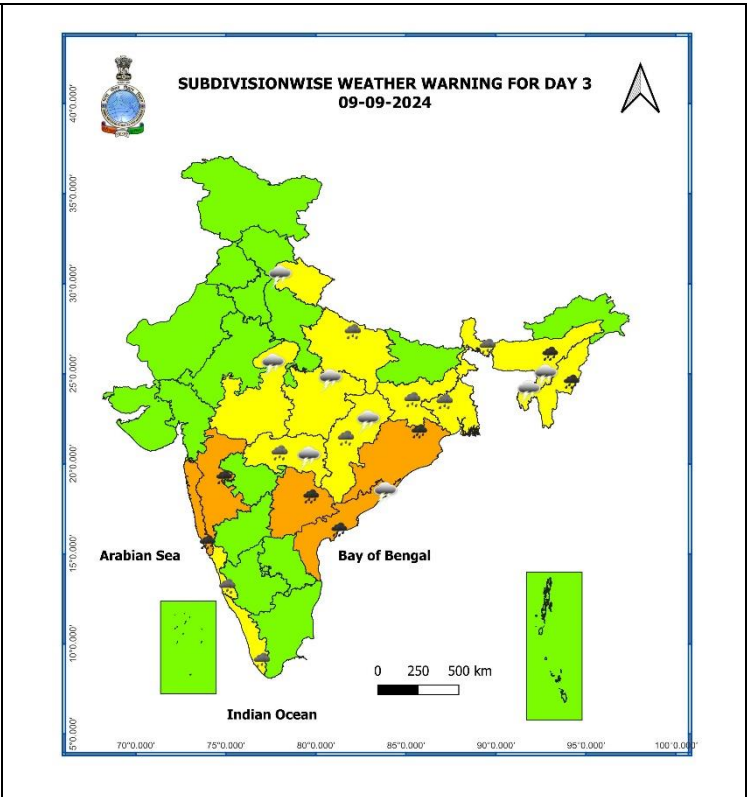 SUBDIVISIONWISE WEATHER WARNING FOR DAY 3
09-09-2024
40°0.000'
35°0.000'
30°0.000'
25°0.000'
20°0.000'
15°0.000'
10°0.000'
5°0.000'
Arabian Sea
Bay of Bengal
0 250 500 km
Indian Ocean
70°0.000' 75°0.000' 80°0.000' 85°0.000' 90°0.000' 95°0.000' 100°0.000'